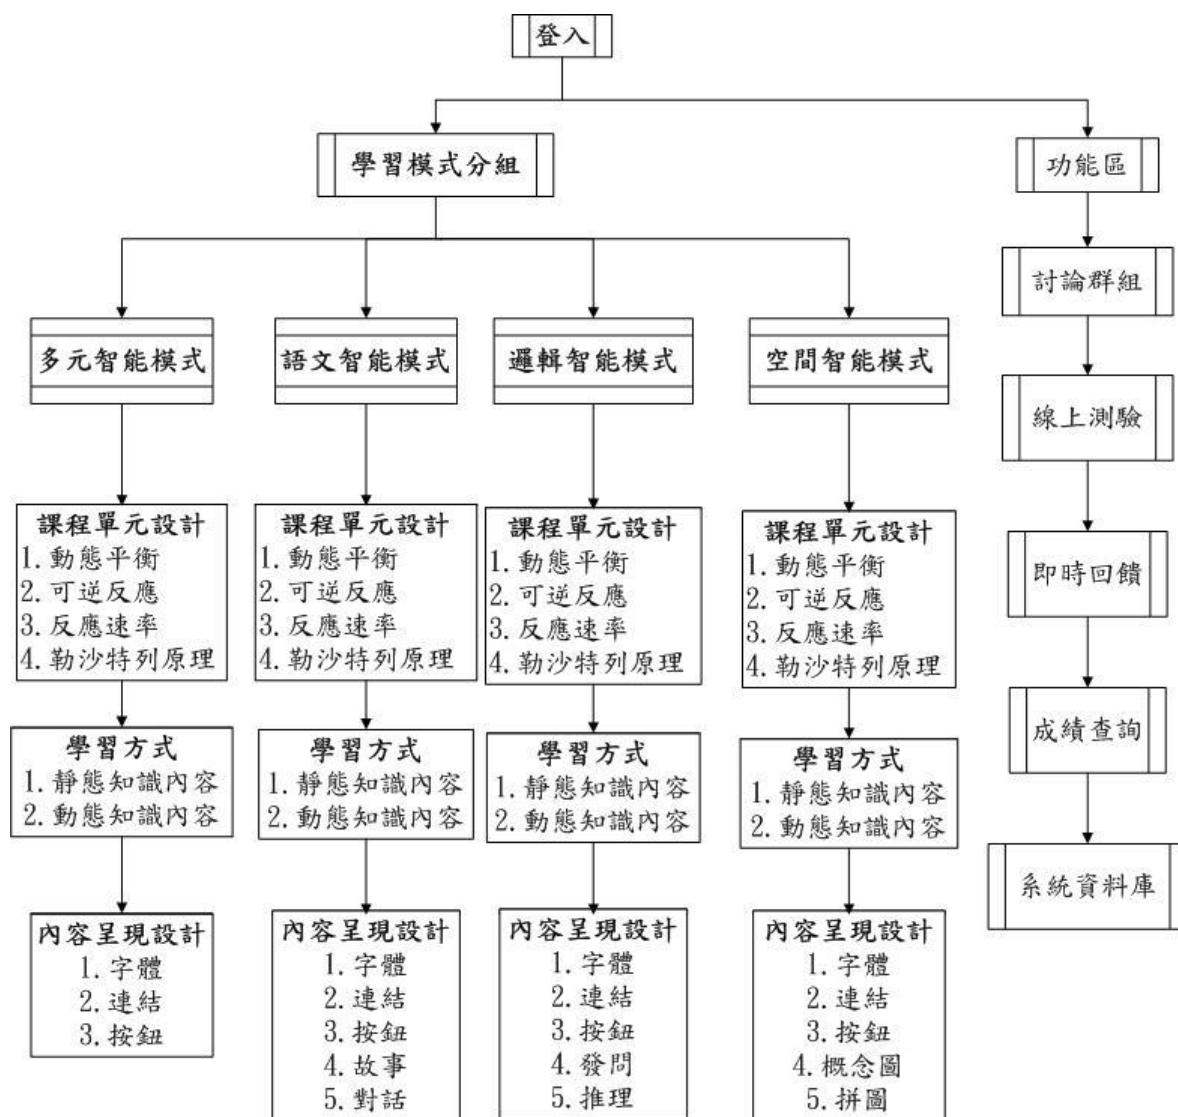 登入
學習模式分組
功能區
討論群組
線上測驗
即時回饋
成績查詢
系統資料庫
多元智能模式
課程單元設計
1.動態平衡
2.可逆反應
3.反應速率
4.勒沙特列原理
學習方式
1.靜態知識內容
2.動態知識內容
內容呈現設計
1.字體
2.連結
3.按鈕
語文智能模式
課程單元設計
1.動態平衡
2.可逆反應
3.反應速率
4.勒沙特列原理
學習方式
1.靜態知識內容
2.動態知識內容
內容呈現設計
1.字體
2.連結
3.按鈕
4.故事
5.對話
邏輯智能模式
課程單元設計
1.動態平衡
2.可逆反應
3.反應速率
4.勒沙特列原理
學習方式
1.靜態知識內容
2.動態知識內容
內容呈現設計
1.字體
2.連結
3.按鈕
4.發問
5.推理
空間智能模式
課程單元設計
1.動態平衡
2.可逆反應
3.反應速率
4.勒沙特列原理
學習方式
1.靜態知識內容
2.動態知識內容
內容呈現設計
1.字體
2.連結
3.按鈕
4.概念圖
5.拼圖